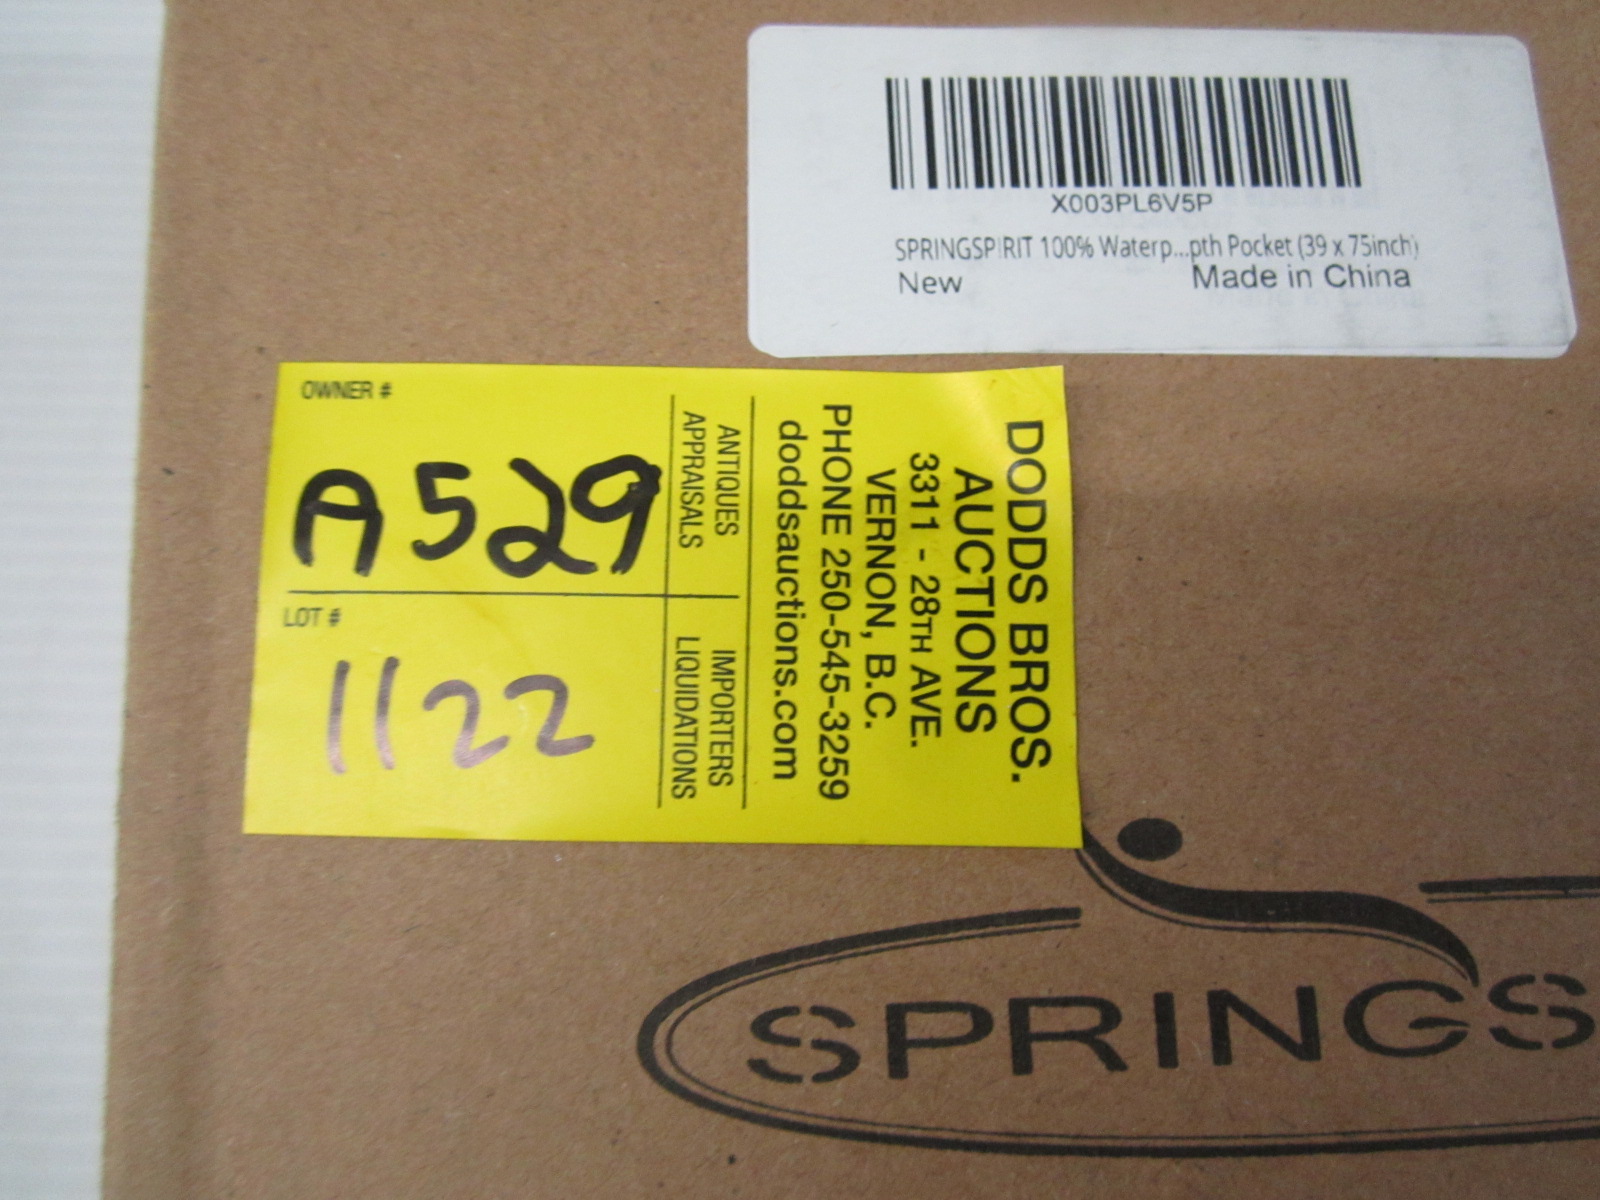 X003PL6V5P
SPRINGSPIRIT 100% Waterp...pth Pocket (39 x 75inch)
New Made in China
OWNER #
A529
LOT #
1122
DODDS BROS.
AUCTIONS
3311 - 28TH AVE.
VERNON, B.C.
PHONE 250-545-3259
doddsauctions.com
ANTIQUES IMPORTERS
APPRAISALS LIQUIDATIONS
SPRINGS